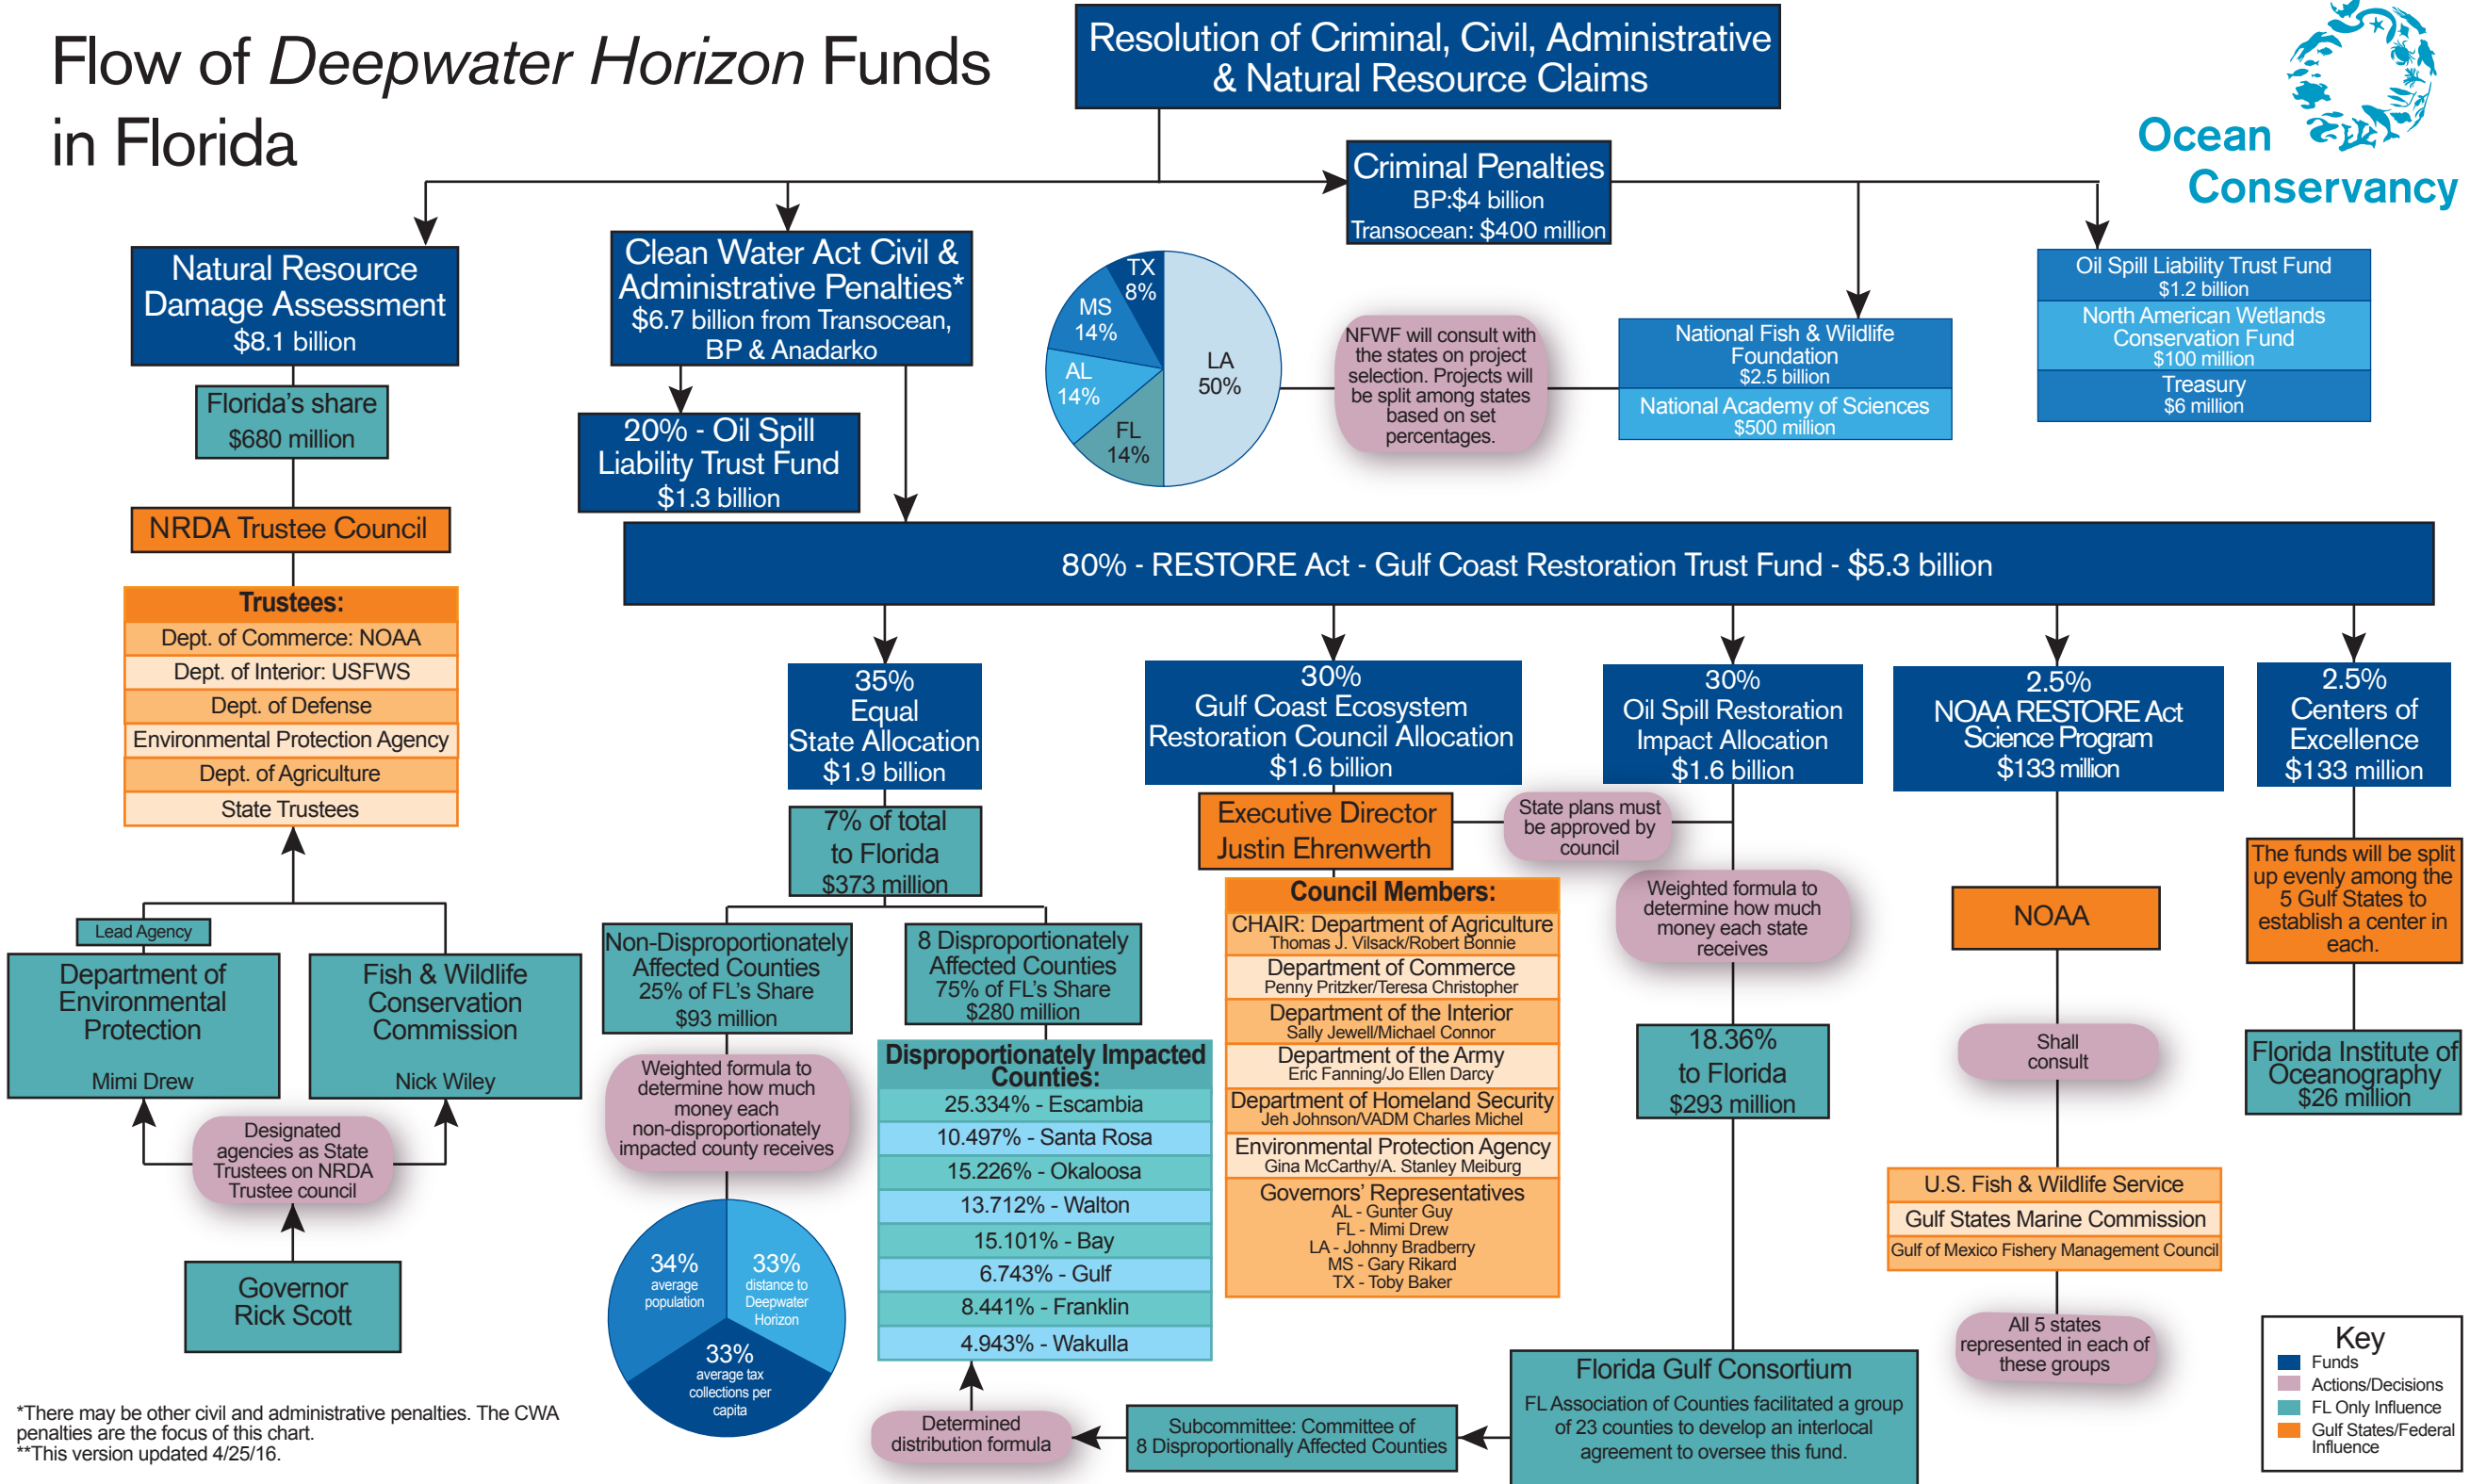 Flow of Deepwater Horizon Funds
in Florida
Resolution of Criminal, Civil, Administrative
& Natural Resource Claims
Ocean
Conservancy
Criminal Penalties
BP:$4 billion
Transocean: $400 million
Natural Resource
Damage Assessment
$8.1 billion
Clean Water Act Civil &
Administrative Penalties*
$6.7 billion from Transocean,
BP & Anadarko
TX
8%
MS
14%
AL
14%
FL
14%
LA
50%
NFWF will consult with
the states on project
selection. Projects will
be split among states
based on set
percentages.
National Fish & Wildlife
Foundation
$2.5 billion
National Academy of Sciences
$500 million
Oil Spill Liability Trust Fund
$1.2 billion
North American Wetlands
Conservation Fund
$100 million
Treasury
$6 million
Florida's share
$680 million
20% - Oil Spill
Liability Trust Fund
$1.3 billion
NRDA Trustee Council
80% - RESTORE Act - Gulf Coast Restoration Trust Fund - $5.3 billion
Trustees:
Dept. of Commerce: NOAA
Dept. of Interior: USFWS
Dept. of Defense
Environmental Protection Agency
Dept. of Agriculture
State Trustees
35%
Equal
State Allocation
$1.9 billion
30%
Gulf Coast Ecosystem
Restoration Council Allocation
$1.6 billion
30%
Oil Spill Restoration
Impact Allocation
$1.6 billion
2.5%
NOAA RESTORE Act
Science Program
$133 million
2.5%
Centers of
Excellence
$133 million
7% of total
to Florida
$373 million
Executive Director
Justin Ehrenwerth
State plans must
be approved by
council
Weighted formula to
determine how much
money each state
receives
NOAA
The funds will be split
up evenly among the
5 Gulf States to
establish a center in
each.
Lead Agency
Department of
Environmental
Protection
Mimi Drew
Fish & Wildlife
Conservation
Commission
Nick Wiley
Non-Disproportionately
Affected Counties
25% of FL's Share
$93 million
8 Disproportionately
Affected Counties
75% of FL's Share
$280 million
Council Members:
CHAIR: Department of Agriculture
Thomas J. Vilsack/Robert Bonnie
Department of Commerce
Penny Pritzker/Teresa Christopher
Department of the Interior
Sally Jewell/Michael Connor
Department of the Army
Eric Fanning/Jo Ellen Darcy
Department of Homeland Security
Jeh Johnson/VADM Charles Michel
Environmental Protection Agency
Gina McCarthy/A. Stanley Meiburg
Governors' Representatives
AL - Gunter Guy
FL - Mimi Drew
LA - Johnny Bradberry
MS - Gary Rikard
TX - Toby Baker
18.36%
to Florida
$293 million
Shall
consult
Florida Institute of
Oceanography
$26 million
Designated
agencies as State
Trustees on NRDA
Trustee council
Governor
Rick Scott
Weighted formula to
determine how much
money each
non-disproportionately
impacted county receives
34%
average
population
33%
distance to
Deepwater
Horizon
33%
average tax
collections per
capita
Disproportionately Impacted
Counties:
25.334% - Escambia
10.497% - Santa Rosa
15.226% - Okaloosa
13.712% - Walton
15.101% - Bay
6.743% - Gulf
8.441% - Franklin
4.943% - Wakulla
U.S. Fish & Wildlife Service
Gulf States Marine Commission
Gulf of Mexico Fishery Management Council
All 5 states
represented in each of
these groups
Determined
distribution formula
Subcommittee: Committee of
8 Disproportionally Affected Counties
Florida Gulf Consortium
FL Association of Counties facilitated a group
of 23 counties to develop an interlocal
agreement to oversee this fund.
Key
Funds
Actions/Decisions
FL Only Influence
Gulf States/Federal
Influence
*There may be other civil and administrative penalties. The CWA
penalties are the focus of this chart.
**This version updated 4/25/16.